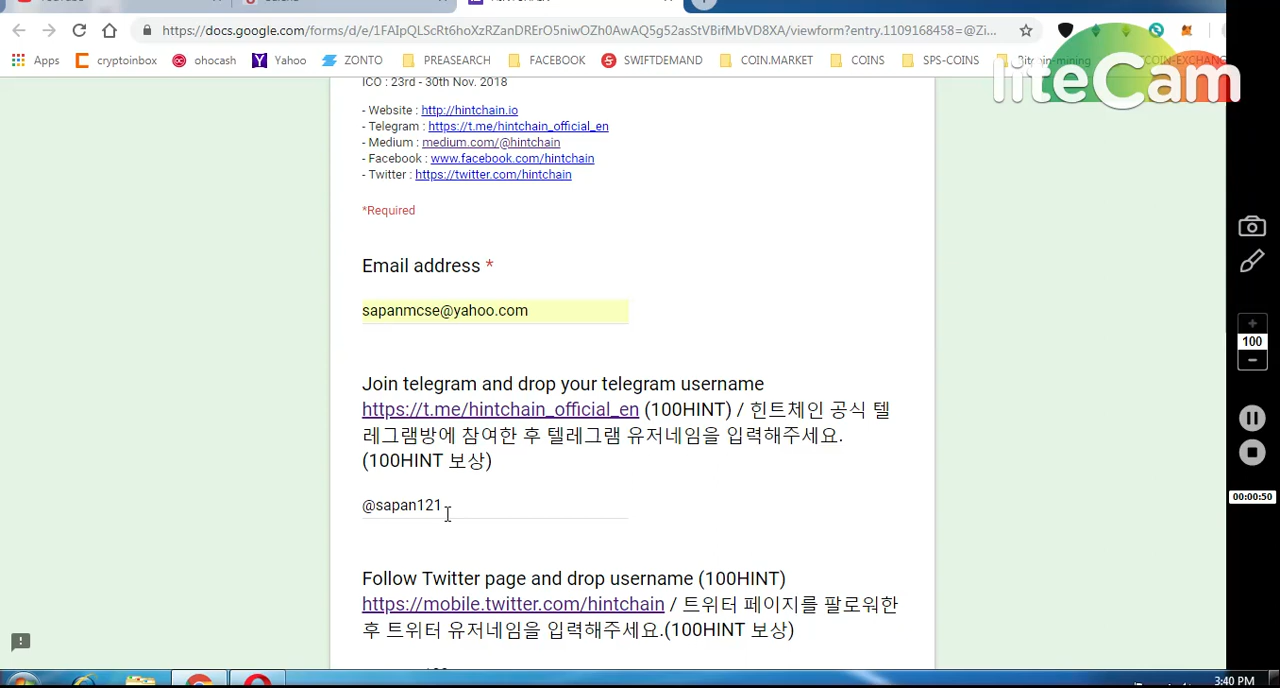 https://docs.google.com/forms/d/e/1FAIpQLScRt6hoXzRZanDRErO5niwOZh0AwAQ5g52asStVBifMbVD8XA/viewform?entry.1109168458=@Zi...
Apps cryptoinbox ohocash Yahoo ZONTO PREASEARCH FACEBOOK SWIFTDEMAND COIN.MARKET COINS SPS-COINS
liteCam
ICO : 23rd - 30th Nov. 2018
- Website : http://hintchain.io
- Telegram : https://t.me/hintchain_official_en
- Medium : medium.com/@hintchain
- Facebook : www.facebook.com/hintchain
- Twitter : https://twitter.com/hintchain
*Required
Email address *
sapanmcse@yahoo.com
Join telegram and drop your telegram username
https://t.me/hintchain_official_en (100HINT) / 힌트체인 공식 텔
레그램방에 참여한 후 텔레그램 유저네임을 입력해주세요.
(100HINT 보상)
@sapan121
Follow Twitter page and drop username (100HINT)
https://mobile.twitter.com/hintchain / 트위터 페이지를 팔로워한
후 트위터 유저네임을 입력해주세요.(100HINT 보상)
100
00:00:50
3:40 PM